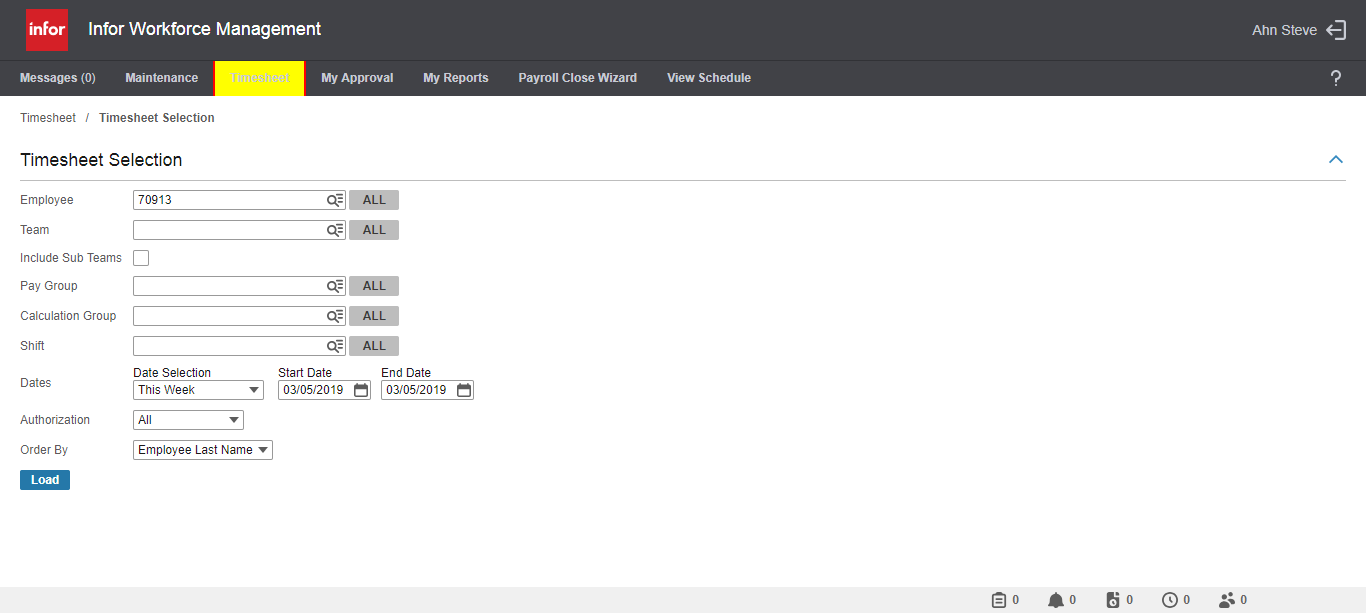 infor Infor Workforce Management Ahn Steve
Messages (0) Maintenance Timesheet My Approval My Reports Payroll Close Wizard View Schedule ?
Timesheet / Timesheet Selection
Timesheet Selection
Employee 70913 ALL
Team ALL
Include Sub Teams
Pay Group ALL
Calculation Group ALL
Shift ALL
Date Selection Start Date End Date
Dates This Week 03/05/2019 03/05/2019
Authorization All
Order By Employee Last Name
Load
0 0 0 0 0